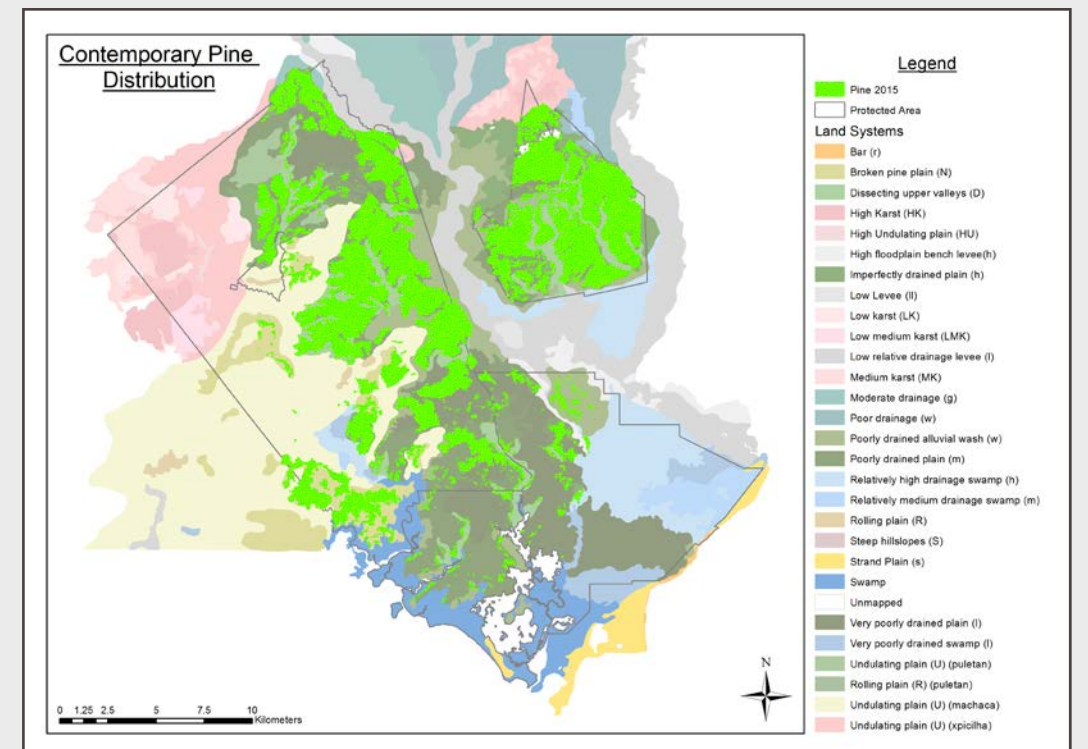 Contemporary Pine
Distribution
Legend
Pine 2015
Protected Area
Land Systems
Bar (r)
Broken pine plain (N)
Dissecting upper valleys (D)
High Karst (HK)
High Undulating plain (HU)
High floodplain bench levee(h)
Imperfectly drained plain (h)
Low Levee (ll)
Low karst (LK)
Low medium karst (LMK)
Low relative drainage levee (l)
Medium karst (MK)
Moderate drainage (g)
Poor drainage (w)
Poorly drained alluvial wash (w)
Poorly drained plain (m)
Relatively high drainage swamp (h)
Relatively medium drainage swamp (m)
Rolling plain (R)
Steep hillslopes (S)
Strand Plain (s)
Swamp
Unmapped
Very poorly drained plain (l)
Very poorly drained swamp (l)
Undulating plain (U) (puletan)
Rolling plain (R) (puletan)
Undulating plain (U) (machaca)
Undulating plain (U) (xpicilha)
N
0 1.25 2.5 5 7.5 10
Kilometers